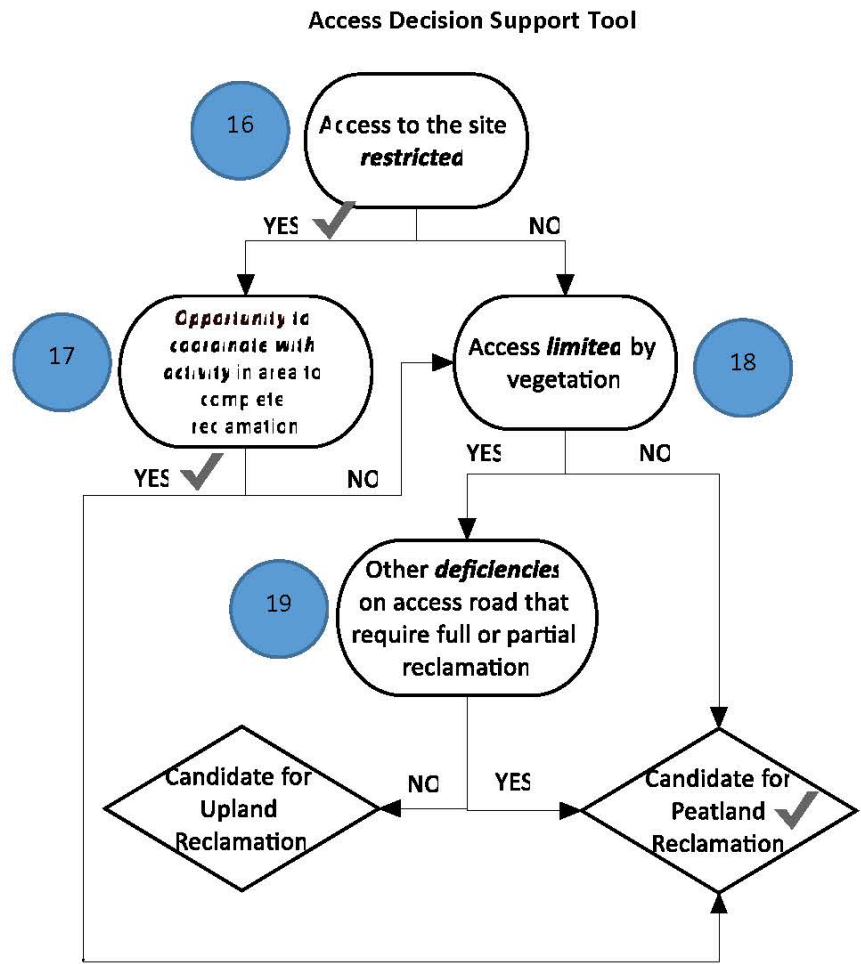 Access Decision Support Tool
16
Access to the site
restricted
YES
NO
17
Opportunity to
coordinate with
activity in area to
complete
reclamation
Access limited by
vegetation
18
YES
NO
YES
NO
19
Other deficiencies
on access road that
require full or partial
reclamation
Candidate for
Upland
Reclamation
NO
YES
Candidate for
Peatland
Reclamation